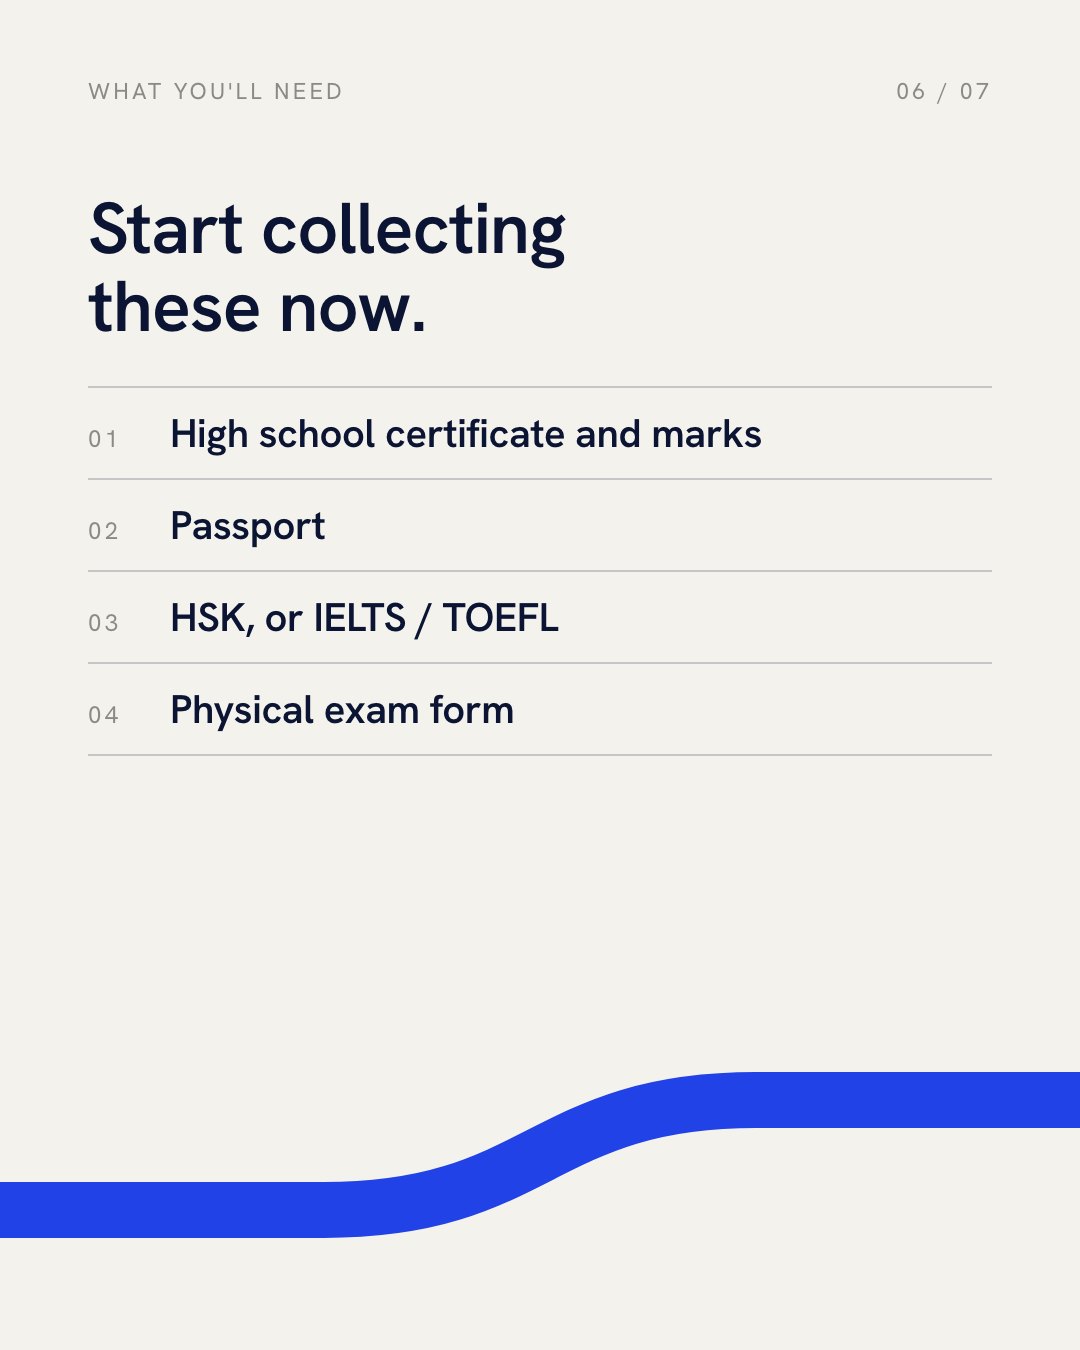 WHAT YOU'LL NEED
06 / 07
Start collecting
these now.
01 High school certificate and marks
02 Passport
03 HSK, or IELTS / TOEFL
04 Physical exam form